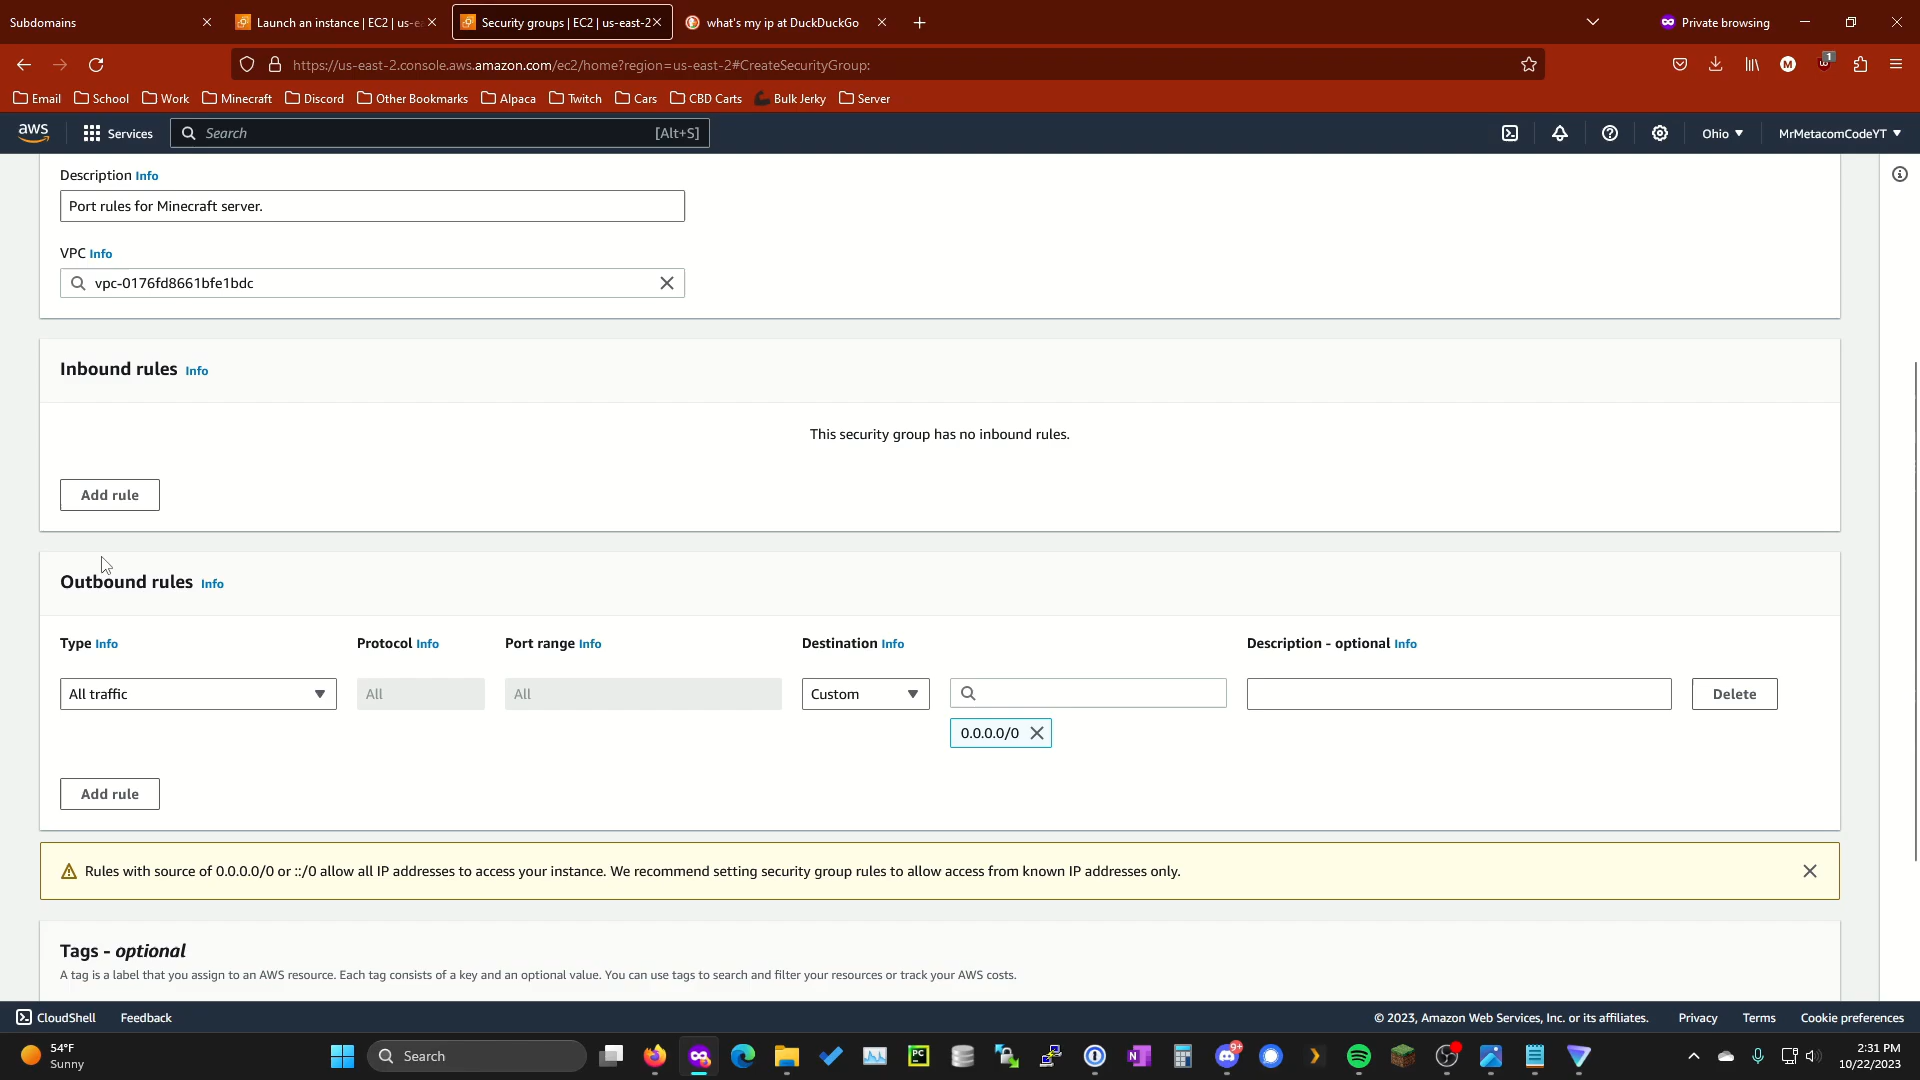 Subdomains
Launch an instance | EC2 | us-ea
Security groups | EC2 | us-east-2
what's my ip at DuckDuckGo
Private browsing
https://us-east-2.console.aws.amazon.com/ec2/home?region=us-east-2#CreateSecurityGroup:
M
1
Email
School
Work
Minecraft
Discord
Other Bookmarks
Alpaca
Twitch
Cars
CBD Carts
Bulk Jerky
Server
aws
Services
Search
[Alt+S]
Ohio
MrMetacomCodeYT
Description Info
Port rules for Minecraft server.
VPC Info
vpc-0176fd8661bfe1bdc
Inbound rules Info
This security group has no inbound rules.
Add rule
Outbound rules Info
Type Info
Protocol Info
Port range Info
Destination Info
Description - optional Info
All traffic
All
All
Custom
Delete
0.0.0.0/0
Add rule
Rules with source of 0.0.0.0/0 or ::/0 allow all IP addresses to access your instance. We recommend setting security group rules to allow access from known IP addresses only.
Tags - optional
A tag is a label that you assign to an AWS resource. Each tag consists of a key and an optional value. You can use tags to search and filter your resources or track your AWS costs.
CloudShell
Feedback
© 2023, Amazon Web Services, Inc. or its affiliates.
Privacy
Terms
Cookie preferences
54°F
Sunny
Search
PC
N
9+
2:31 PM
10/22/2023